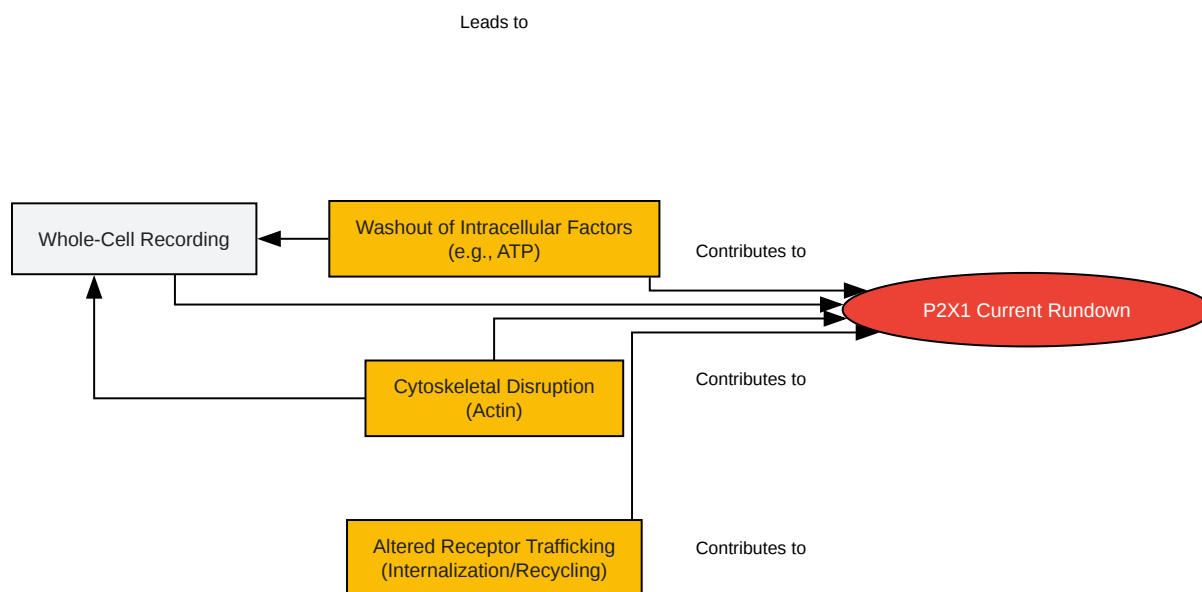 Leads to
Whole-Cell Recording
Washout of Intracellular Factors
(e.g., ATP)
Contributes to
P2X1 Current Rundown
Cytoskeletal Disruption
(Actin)
Contributes to
Altered Receptor Trafficking
(Internalization/Recycling)
Contributes to